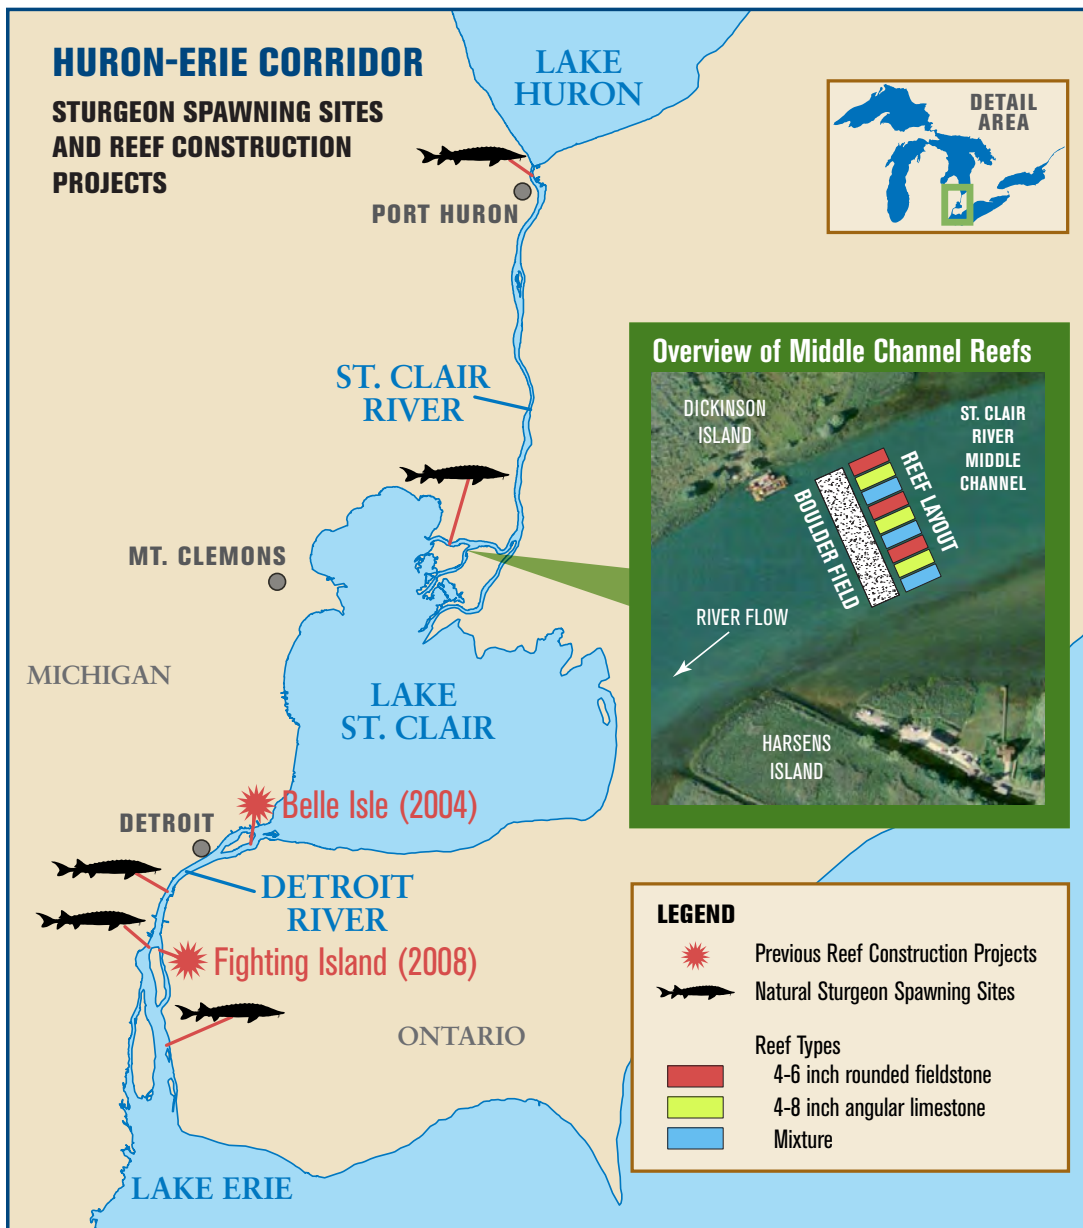 HURON-ERIE CORRIDOR
STURGEON SPAWNING SITES
AND REEF CONSTRUCTION
PROJECTS
LAKE
HURON
DETAIL
AREA
PORT HURON
ST. CLAIR
RIVER
MT. CLEMONS
MICHIGAN
LAKE
ST. CLAIR
Belle Isle (2004)
DETROIT
DETROIT
RIVER
Fighting Island (2008)
ONTARIO
LAKE ERIE
Overview of Middle Channel Reefs
DICKINSON
ISLAND
ST. CLAIR
RIVER
MIDDLE
CHANNEL
REEF LAYOUT
BOULDER FIELD
RIVER FLOW
HARSENS
ISLAND
LEGEND
Previous Reef Construction Projects
Natural Sturgeon Spawning Sites
Reef Types
4-6 inch rounded fieldstone
4-8 inch angular limestone
Mixture